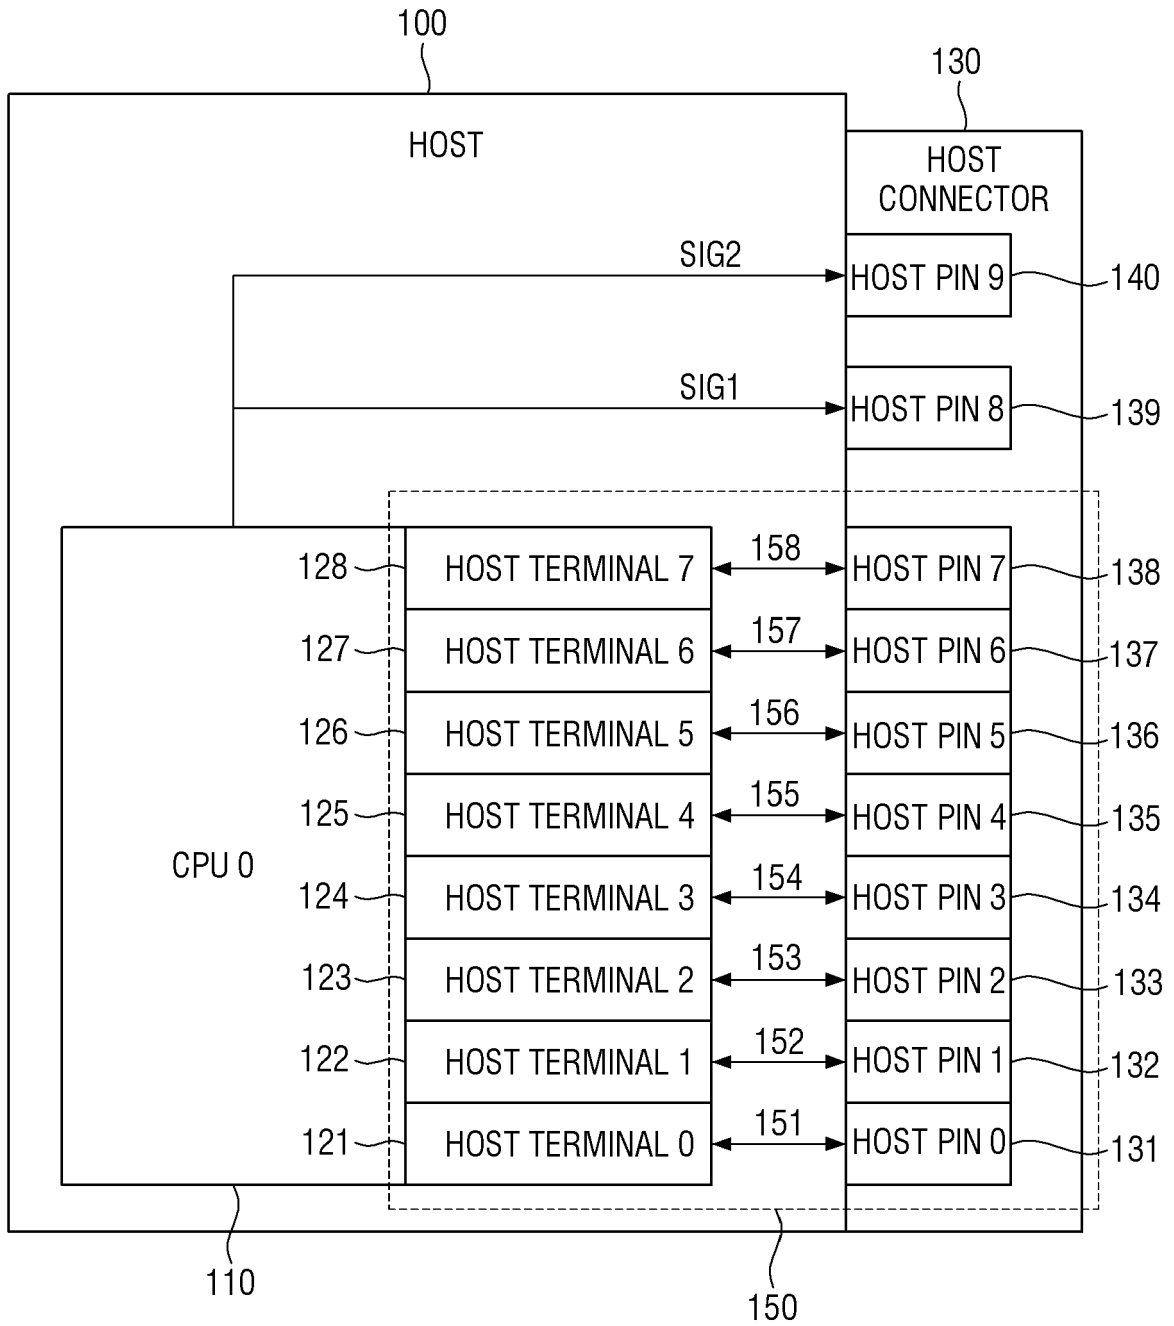 100
130
HOST
HOST
CONNECTOR
SIG2
HOST PIN 9
140
SIG1
HOST PIN 8
139
128
HOST TERMINAL 7
158
HOST PIN 7
138
127
HOST TERMINAL 6
157
HOST PIN 6
137
126
HOST TERMINAL 5
156
HOST PIN 5
136
125
HOST TERMINAL 4
155
HOST PIN 4
135
CPU 0
124
HOST TERMINAL 3
154
HOST PIN 3
134
123
HOST TERMINAL 2
153
HOST PIN 2
133
122
HOST TERMINAL 1
152
HOST PIN 1
132
121
HOST TERMINAL 0
151
HOST PIN 0
131
110
150